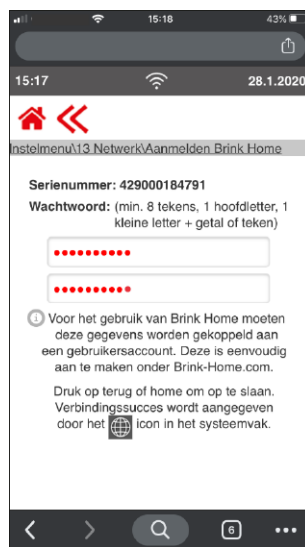 15:18
43%
15:17
28.1.2020
Instelmenu\13 Netwerk\Aanmelden Brink Home
Serienummer: 429000184791
Wachtwoord: (min. 8 tekens, 1 hoofdletter, 1
kleine letter + getal of teken)
Voor het gebruik van Brink Home moeten
deze gegevens worden gekoppeld aan
een gebruikersaccount. Deze is eenvoudig
aan te maken onder Brink-Home.com.
Druk op terug of home om op te slaan.
Verbindingssucces wordt aangegeven
door het icon in het systeemvak.
6